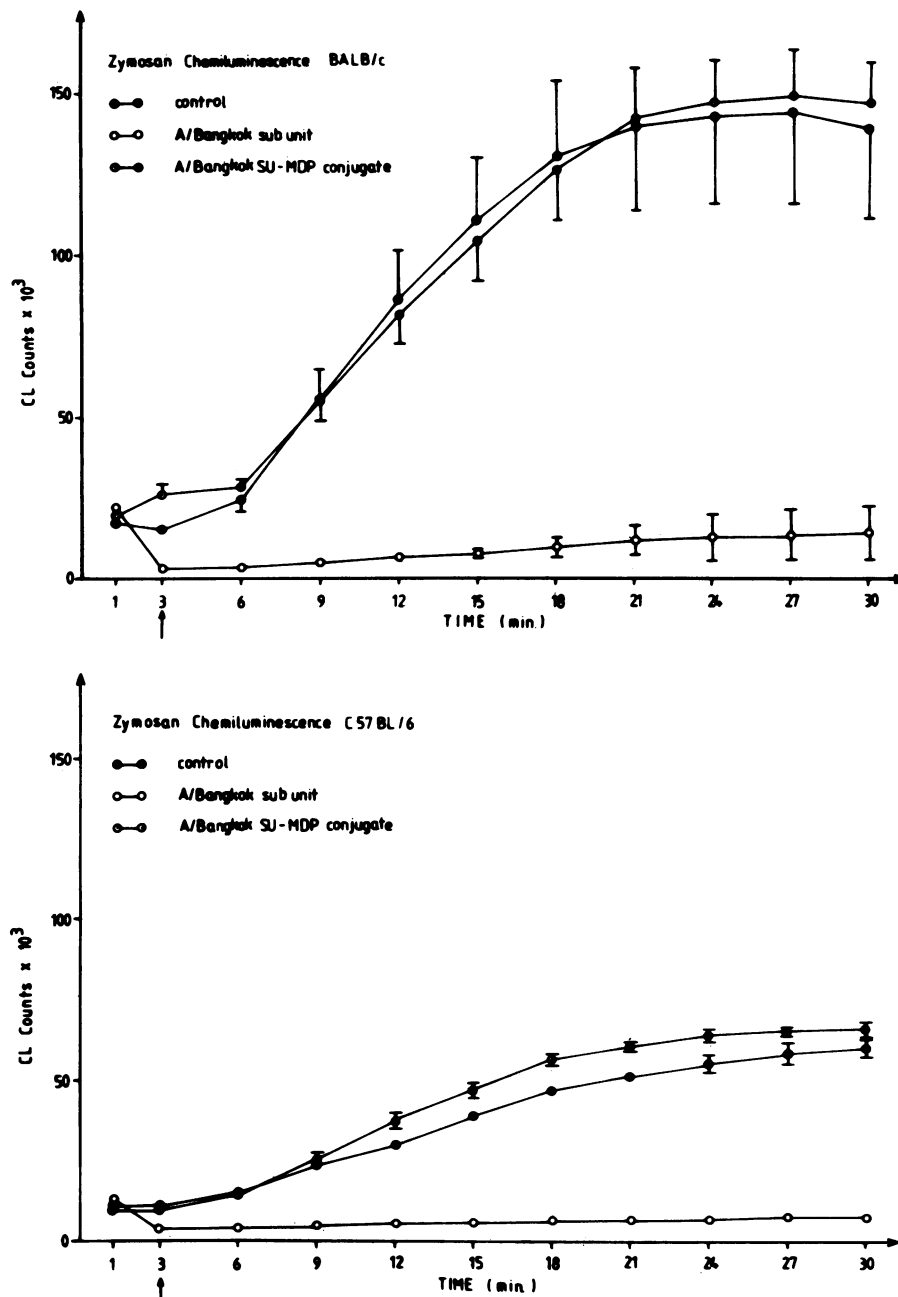 Zymosan Chemiluminescence BALB/c
control
A/Bangkok sub unit
A/Bangkok SU-MDP conjugate
150
100
50
0
CL Counts x 10³
1 3 6 9 12 15 18 21 24 27 30
TIME (min.)
Zymosan Chemiluminescence C57BL/6
control
A/Bangkok sub unit
A/Bangkok SU-MDP conjugate
150
100
50
0
CL Counts x 10³
1 3 6 9 12 15 18 21 24 27 30
TIME (min.)